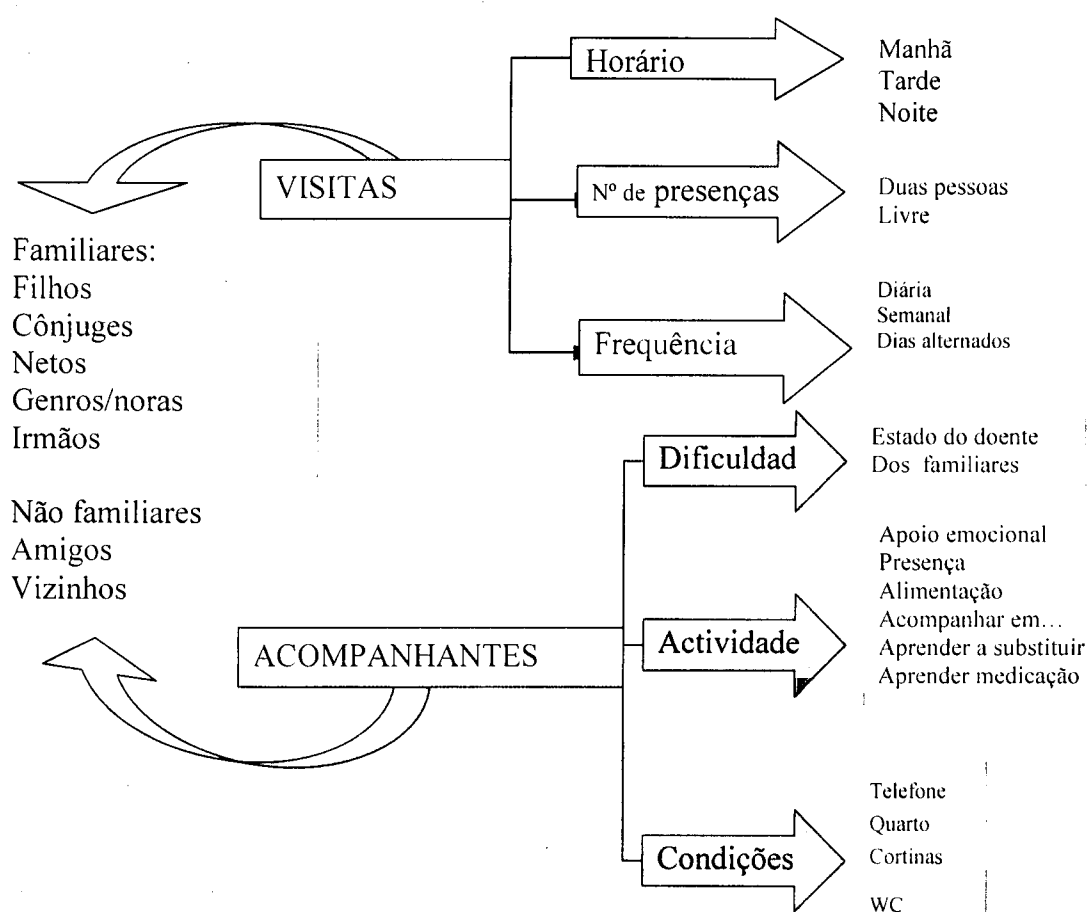 Horário
Manhã
Tarde
Noite
VISITAS
Nº de presenças
Duas pessoas
Livre
Frequência
Diária
Semanal
Dias alternados
Familiares:
Filhos
Cônjuges
Netos
Genros/noras
Irmãos
Não familiares
Amigos
Vizinhos
ACOMPANHANTES
Dificuldad
Estado do doente
Dos familiares
Actividade
Apoio emocional
Presença
Alimentação
Acompanhar em...
Aprender a substituir
Aprender medicação
Condições
Telefone
Quarto
Cortinas
WC